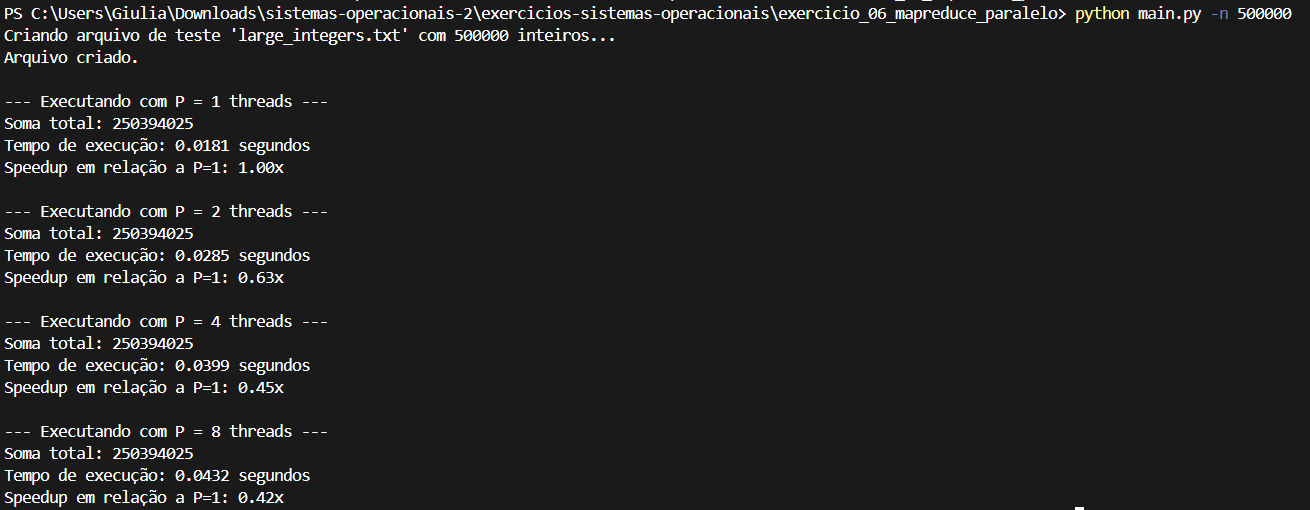 PS C:\Users\Giulia\Downloads\sistemas-operacionais-2\exercicios-sistemas-operacionais\exercicio_06_mapreduce_paralelo> python main.py -n 500000
Criando arquivo de teste 'large_integers.txt' com 500000 inteiros...
Arquivo criado.

--- Executando com P = 1 threads ---
Soma total: 250394025
Tempo de execução: 0.0181 segundos
Speedup em relação a P=1: 1.00x

--- Executando com P = 2 threads ---
Soma total: 250394025
Tempo de execução: 0.0285 segundos
Speedup em relação a P=1: 0.63x

--- Executando com P = 4 threads ---
Soma total: 250394025
Tempo de execução: 0.0399 segundos
Speedup em relação a P=1: 0.45x

--- Executando com P = 8 threads ---
Soma total: 250394025
Tempo de execução: 0.0432 segundos
Speedup em relação a P=1: 0.42x